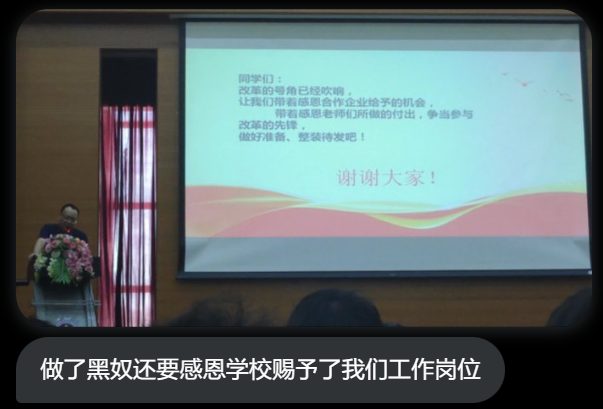 同学们：
改革的号角已经吹响，
让我们带着感恩合作企业给予的机会，
带着感恩老师们所做的付出，争当参与
改革的先锋，
做好准备、整装待发吧！
谢谢大家！
做了黑奴还要感恩学校赐予了我们工作岗位